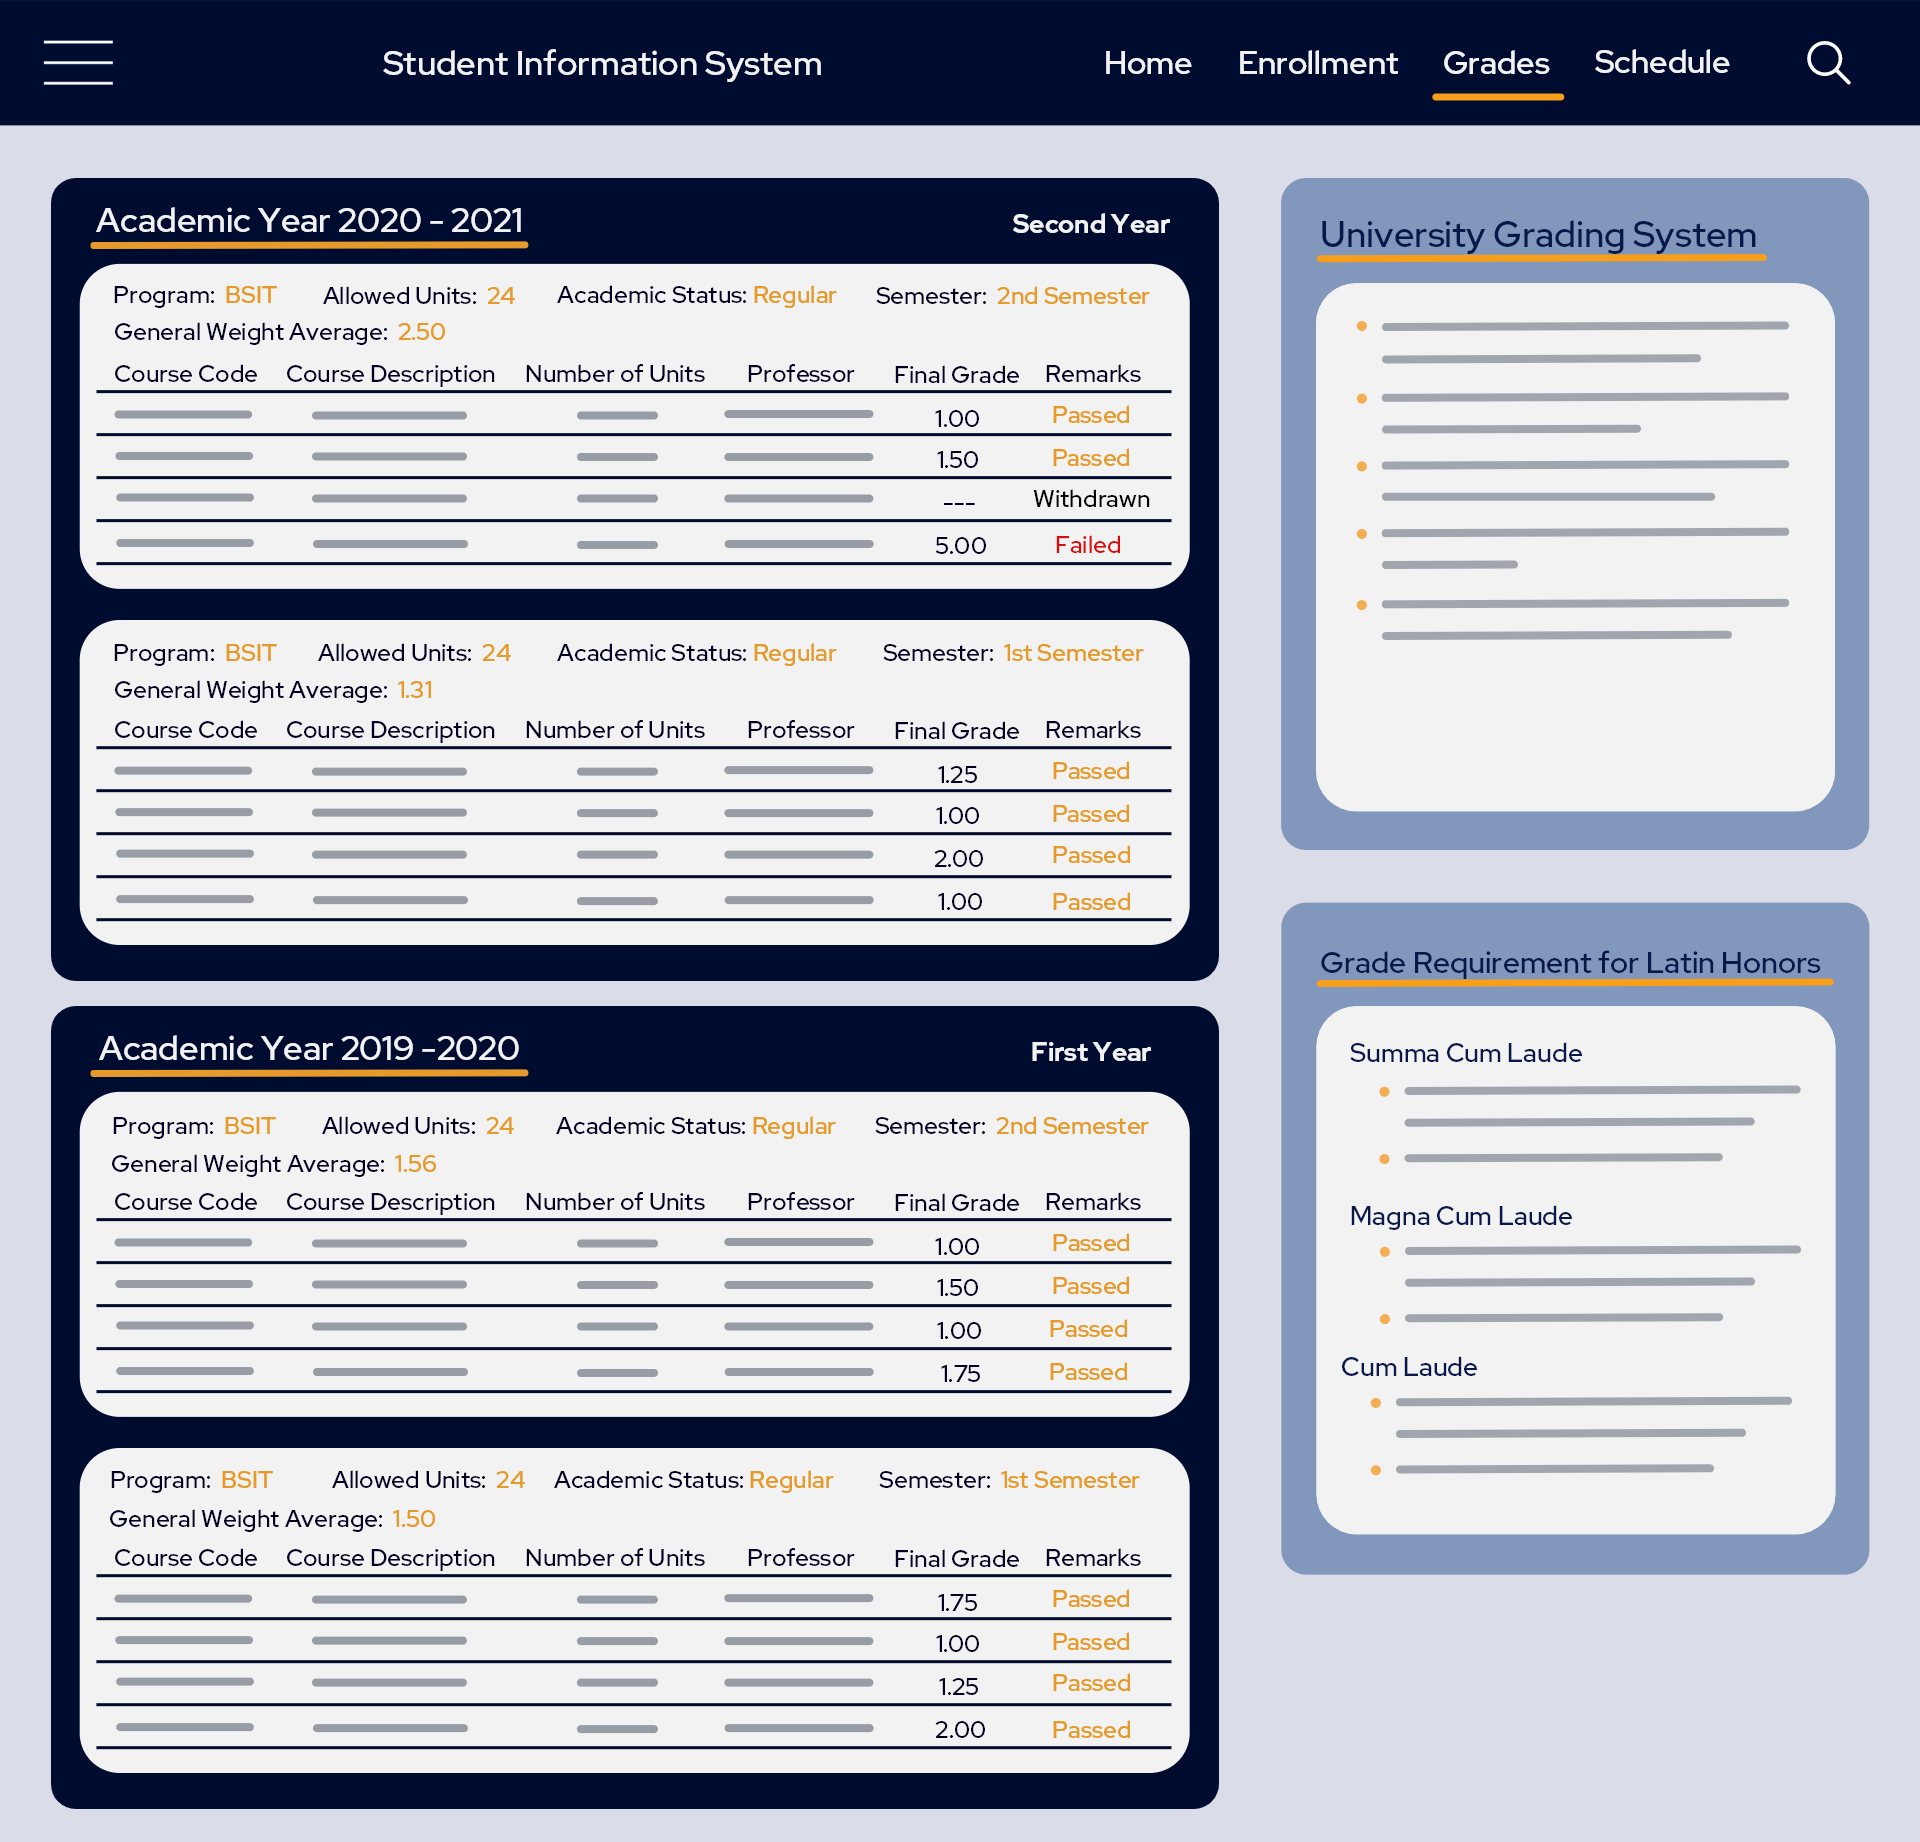 Student Information System
Home Enrollment Grades Schedule
Academic Year 2020 - 2021
Second Year
Program: BSIT Allowed Units: 24 Academic Status: Regular Semester: 2nd Semester
General Weight Average: 2.50
Course Code Course Description Number of Units Professor Final Grade Remarks
1.00 Passed
1.50 Passed
--- Withdrawn
5.00 Failed
Program: BSIT Allowed Units: 24 Academic Status: Regular Semester: 1st Semester
General Weight Average: 1.31
Course Code Course Description Number of Units Professor Final Grade Remarks
1.25 Passed
1.00 Passed
2.00 Passed
1.00 Passed
Academic Year 2019 -2020
First Year
Program: BSIT Allowed Units: 24 Academic Status: Regular Semester: 2nd Semester
General Weight Average: 1.56
Course Code Course Description Number of Units Professor Final Grade Remarks
1.00 Passed
1.50 Passed
1.00 Passed
1.75 Passed
Program: BSIT Allowed Units: 24 Academic Status: Regular Semester: 1st Semester
General Weight Average: 1.50
Course Code Course Description Number of Units Professor Final Grade Remarks
1.75 Passed
1.00 Passed
1.25 Passed
2.00 Passed
University Grading System
Grade Requirement for Latin Honors
Summa Cum Laude
Magna Cum Laude
Cum Laude